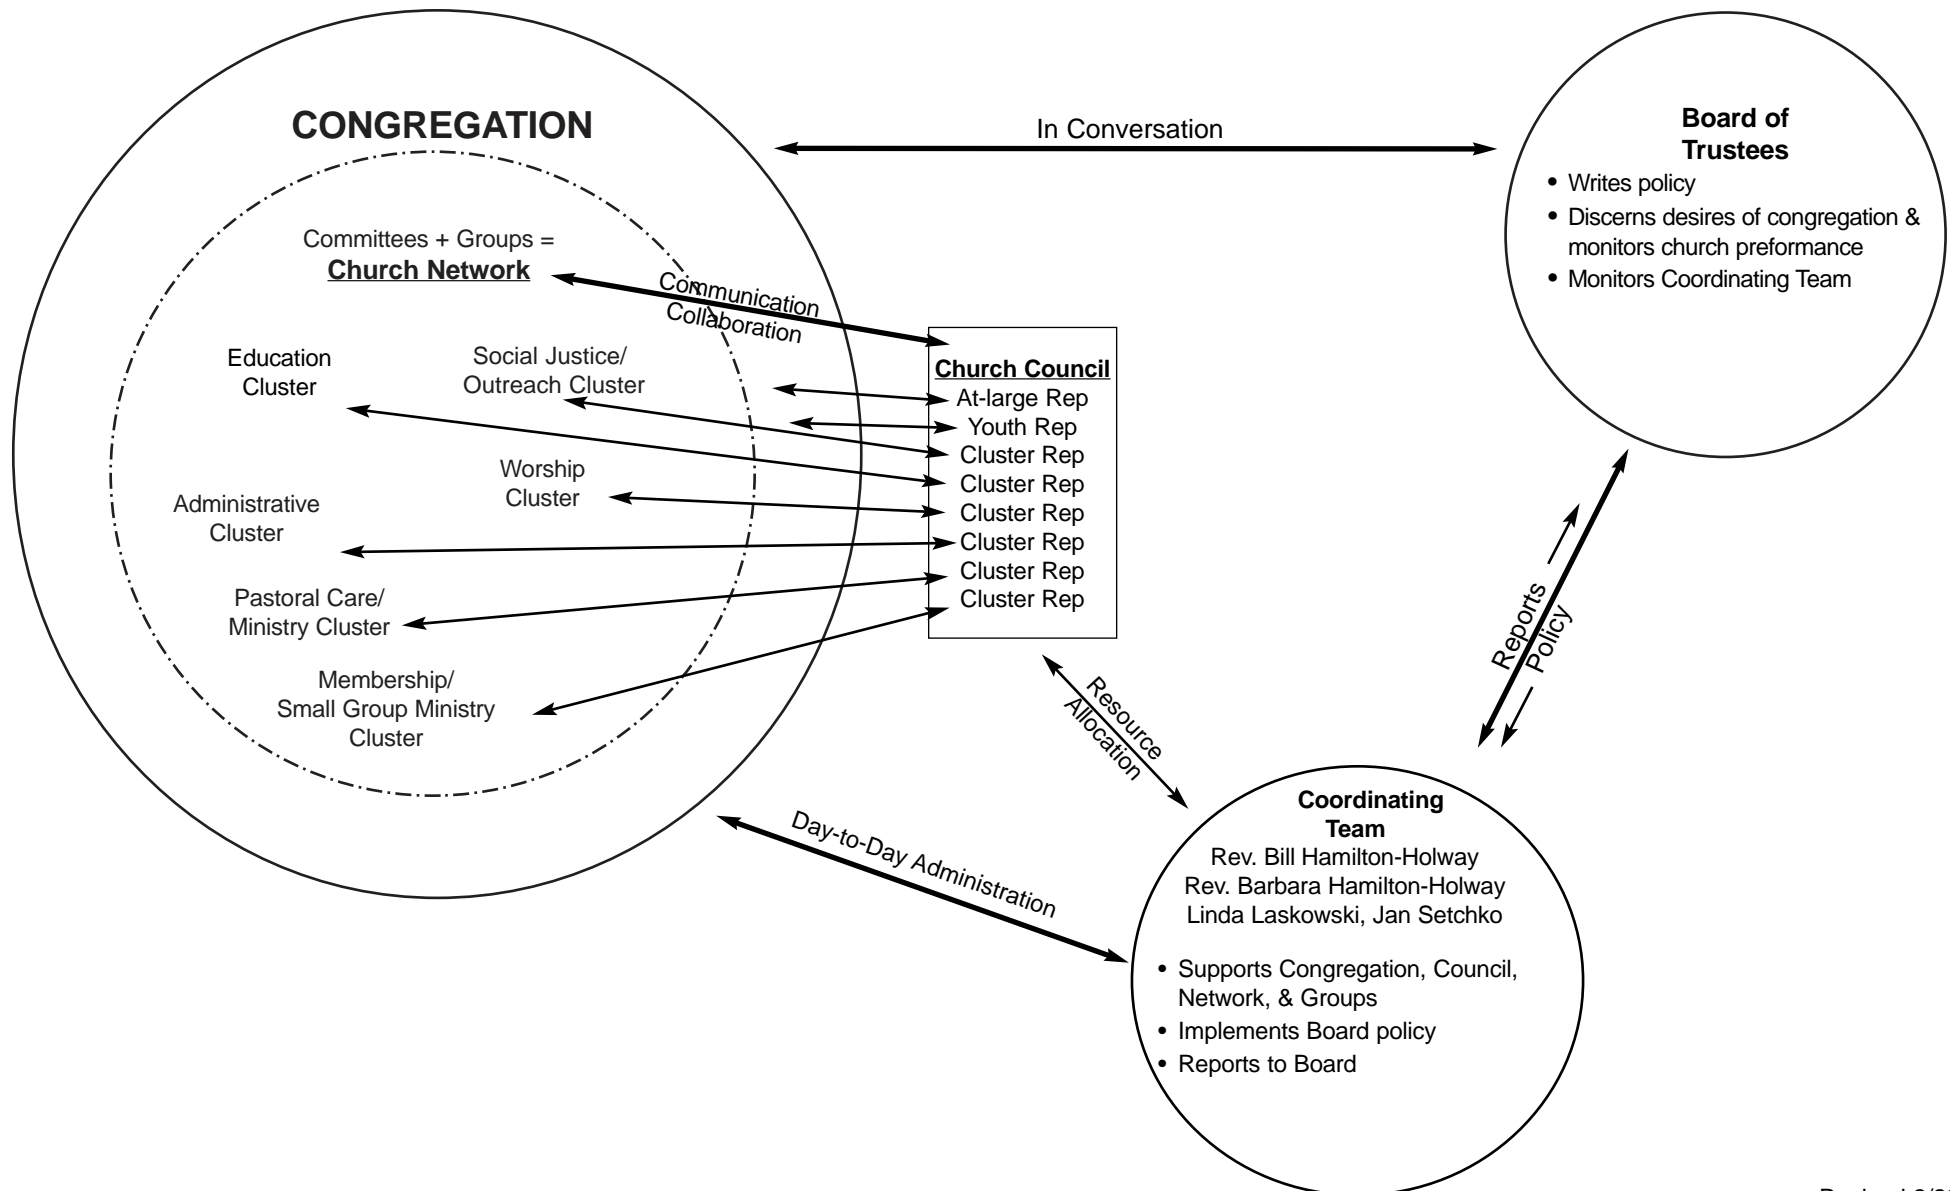 CONGREGATION
Committees + Groups =
Church Network
Communication
Collaboration
Education
Cluster
Social Justice/
Outreach Cluster
Worship
Cluster
Administrative
Cluster
Pastoral Care/
Ministry Cluster
Membership/
Small Group Ministry
Cluster
Church Council
At-large Rep
Youth Rep
Cluster Rep
Cluster Rep
Cluster Rep
Cluster Rep
Cluster Rep
Cluster Rep
In Conversation
Board of
Trustees
• Writes policy
• Discerns desires of congregation &
monitors church preformance
• Monitors Coordinating Team
Reports
Policy
Resource
Allocation
Day-to-Day Administration
Coordinating
Team
Rev. Bill Hamilton-Holway
Rev. Barbara Hamilton-Holway
Linda Laskowski, Jan Setchko
• Supports Congregation, Council,
Network, & Groups
• Implements Board policy
• Reports to Board